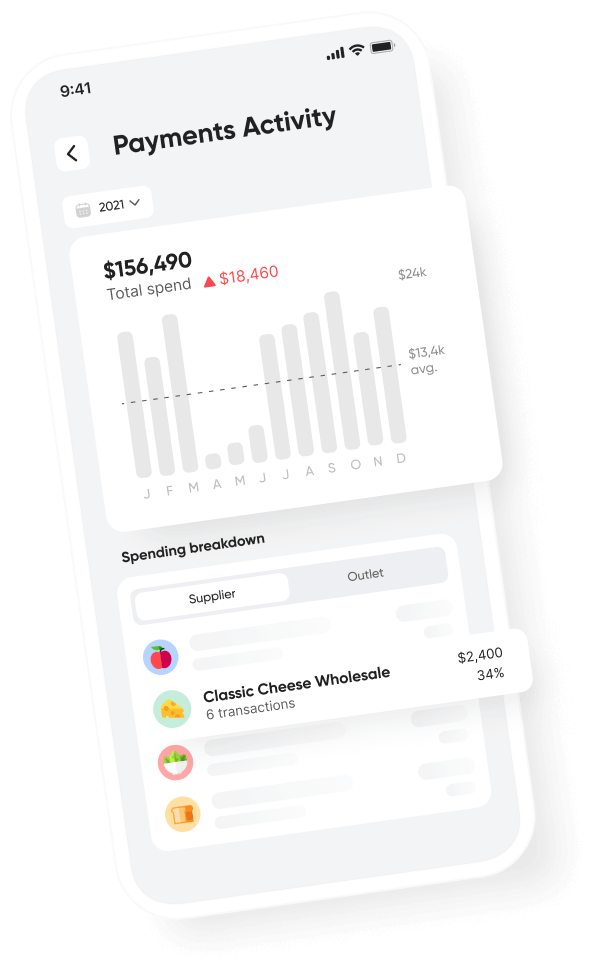 9:41
Payments Activity
2021
$156,490
Total spend $18,460
$24k
$13,4k
avg.
J F M A M J J A S O N D
Spending breakdown
Supplier Outlet
Classic Cheese Wholesale $2,400
6 transactions 34%